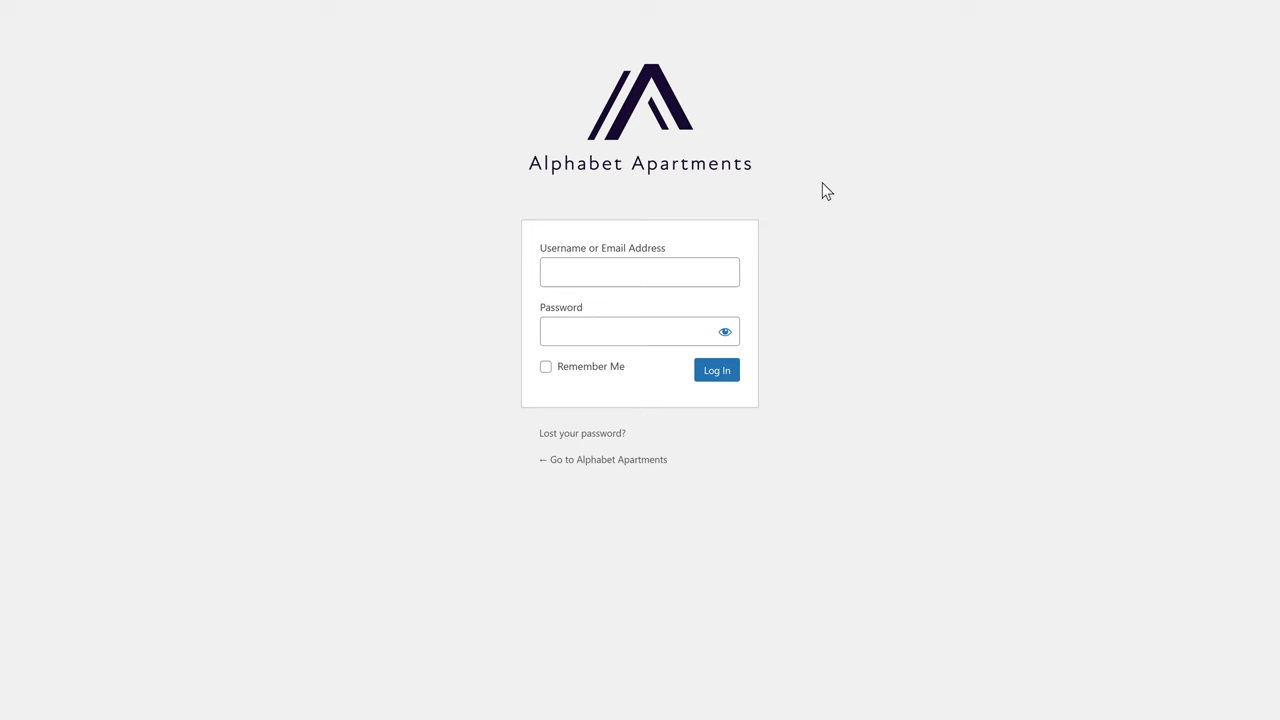 Alphabet Apartments
Username or Email Address
Password
Remember Me
Log In
Lost your password?
← Go to Alphabet Apartments